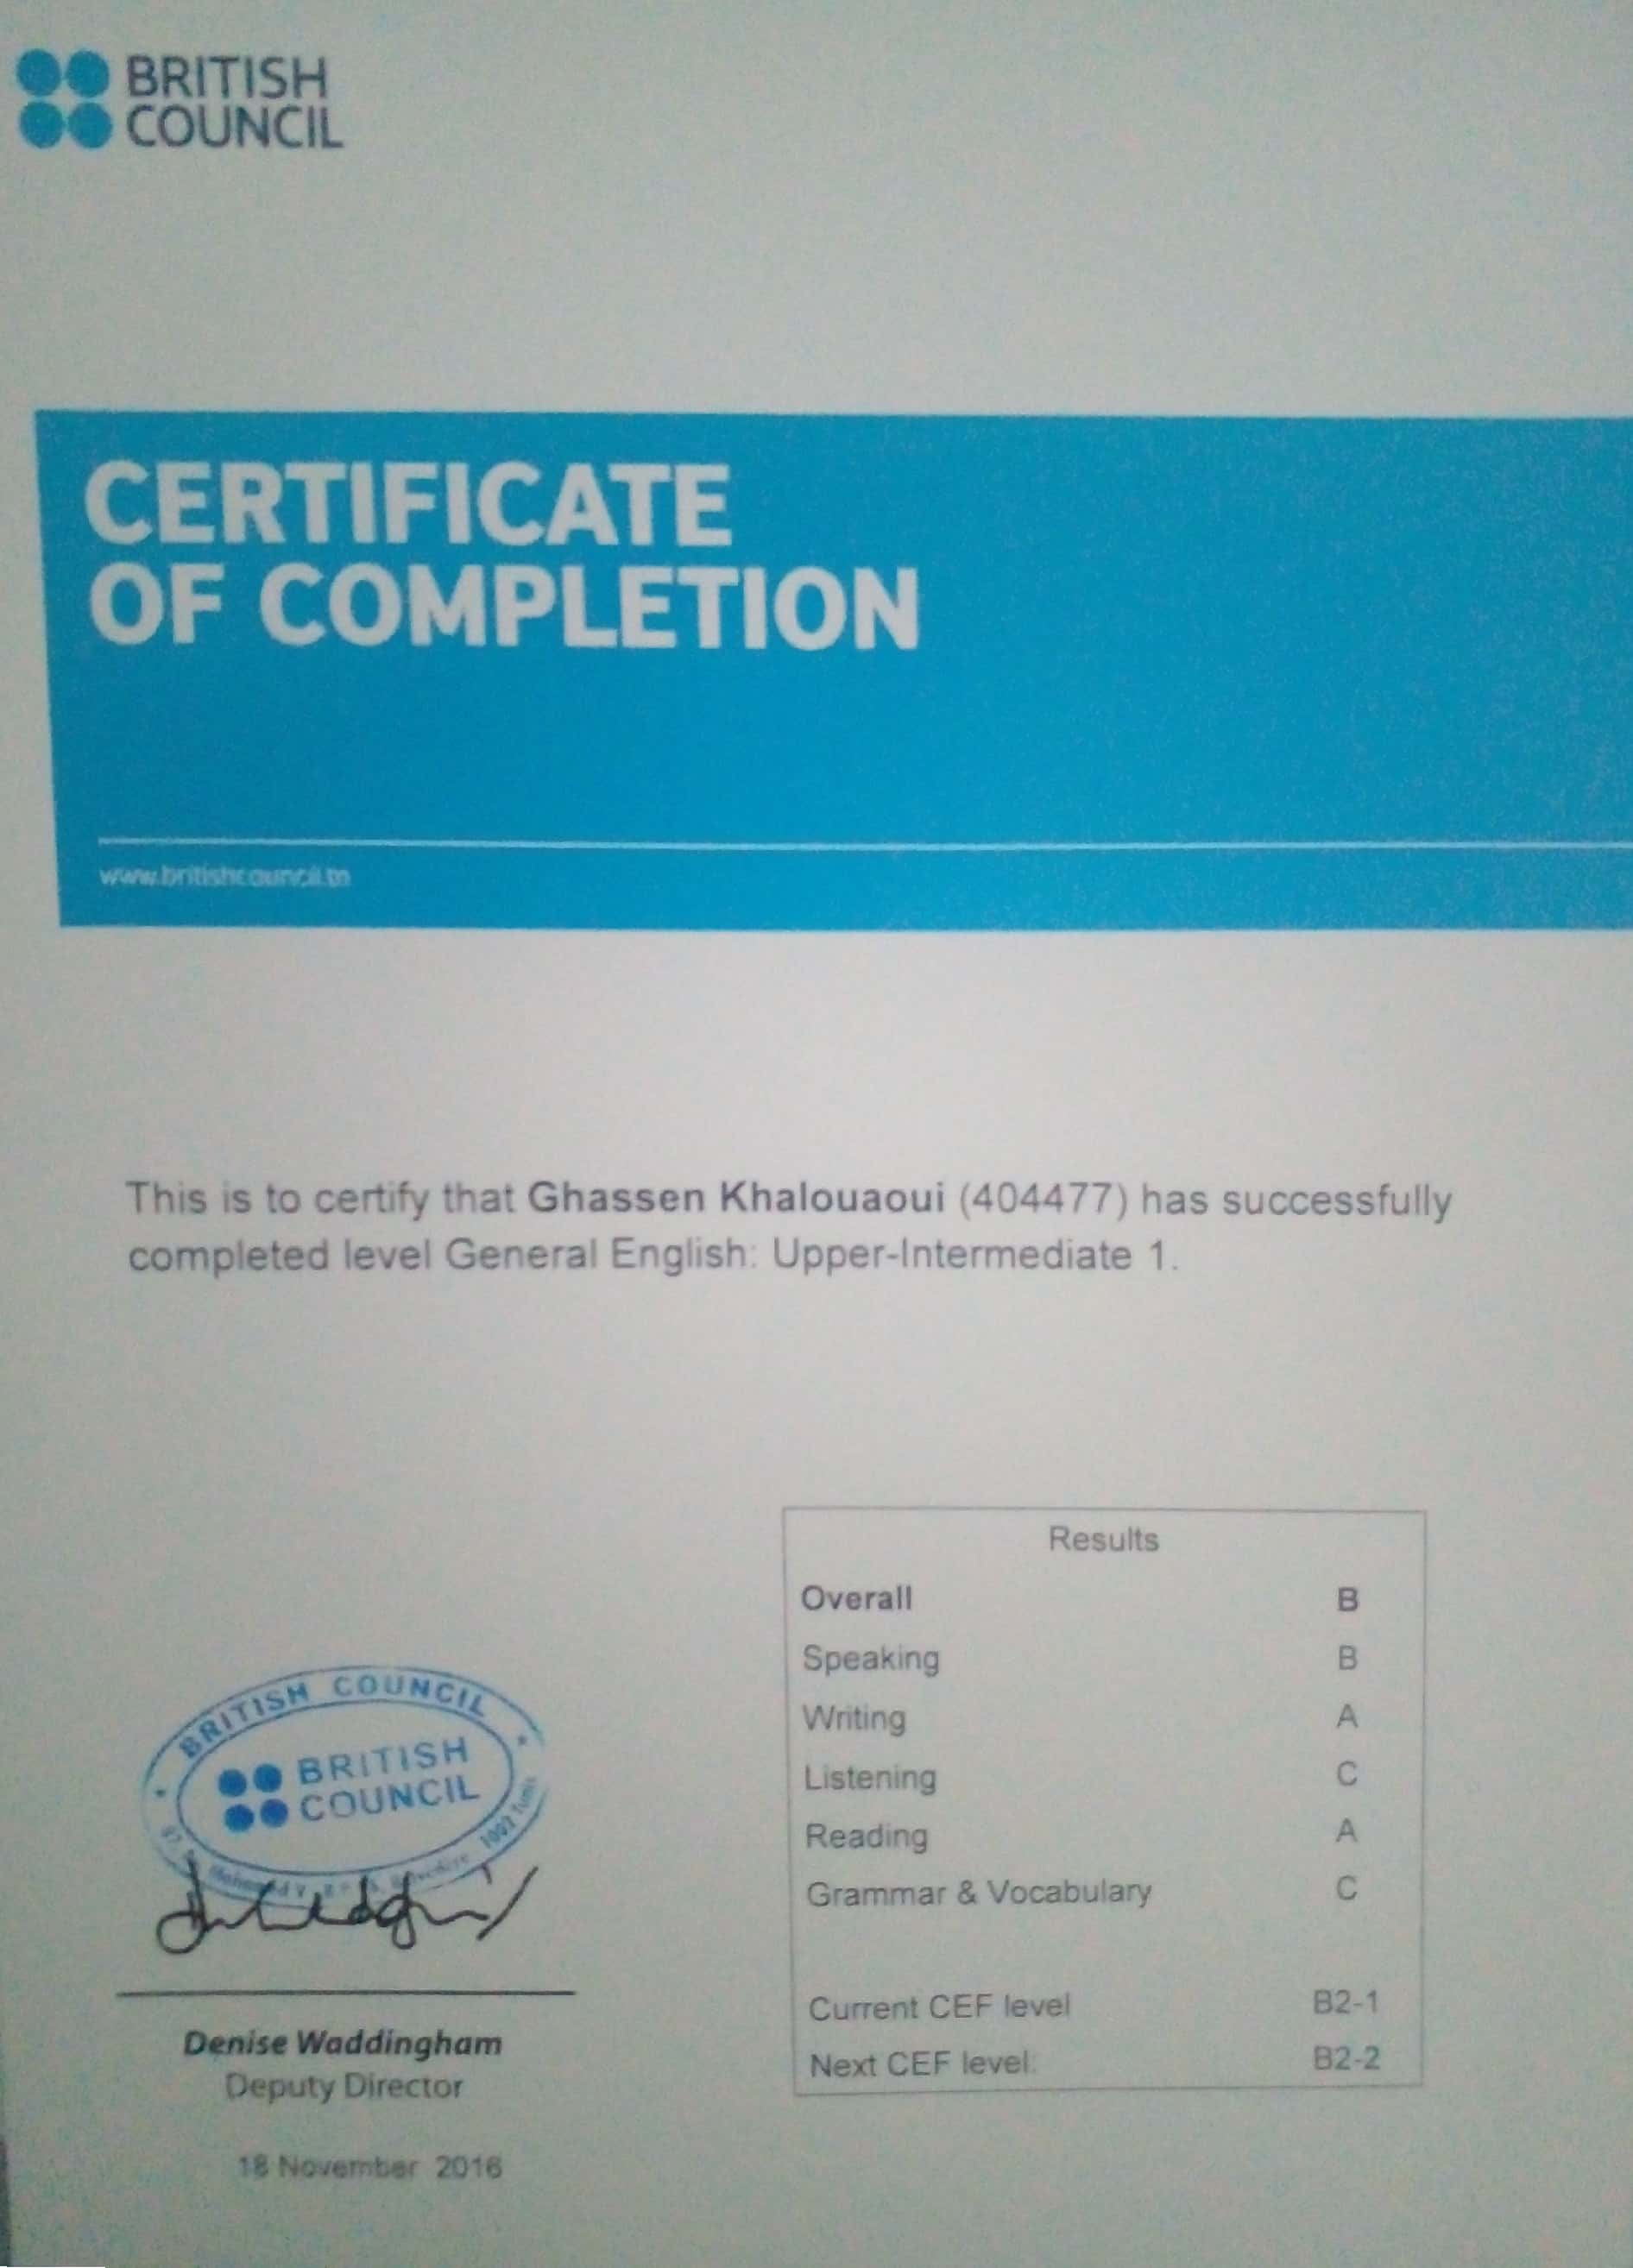 BRITISH
COUNCIL
CERTIFICATE
OF COMPLETION
www.britishcouncil.tn
This is to certify that Ghassen Khalouaoui (404477) has successfully
completed level General English: Upper-Intermediate 1.
Results
Overall B
Speaking B
Writing A
Listening C
Reading A
Grammar & Vocabulary C
Current CEF level B2-1
Next CEF level: B2-2
BRITISH COUNCIL
BRITISH
COUNCIL
1002 Tunis
Denise Waddingham
Deputy Director
18 November 2016